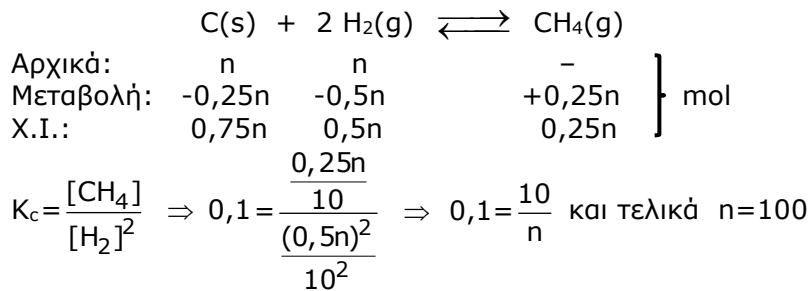 C(s) + 2 H₂(g) ⇌ CH₄(g)
Αρχικά: n n –
Μεταβολή: -0,25n -0,5n +0,25n } mol
Χ.Ι.: 0,75n 0,5n 0,25n
K_c = [CH₄] / [H₂]² ⇒ 0,1 = (0,25n / 10) / ((0,5n)² / 10²) ⇒ 0,1 = 10 / n και τελικά n=100